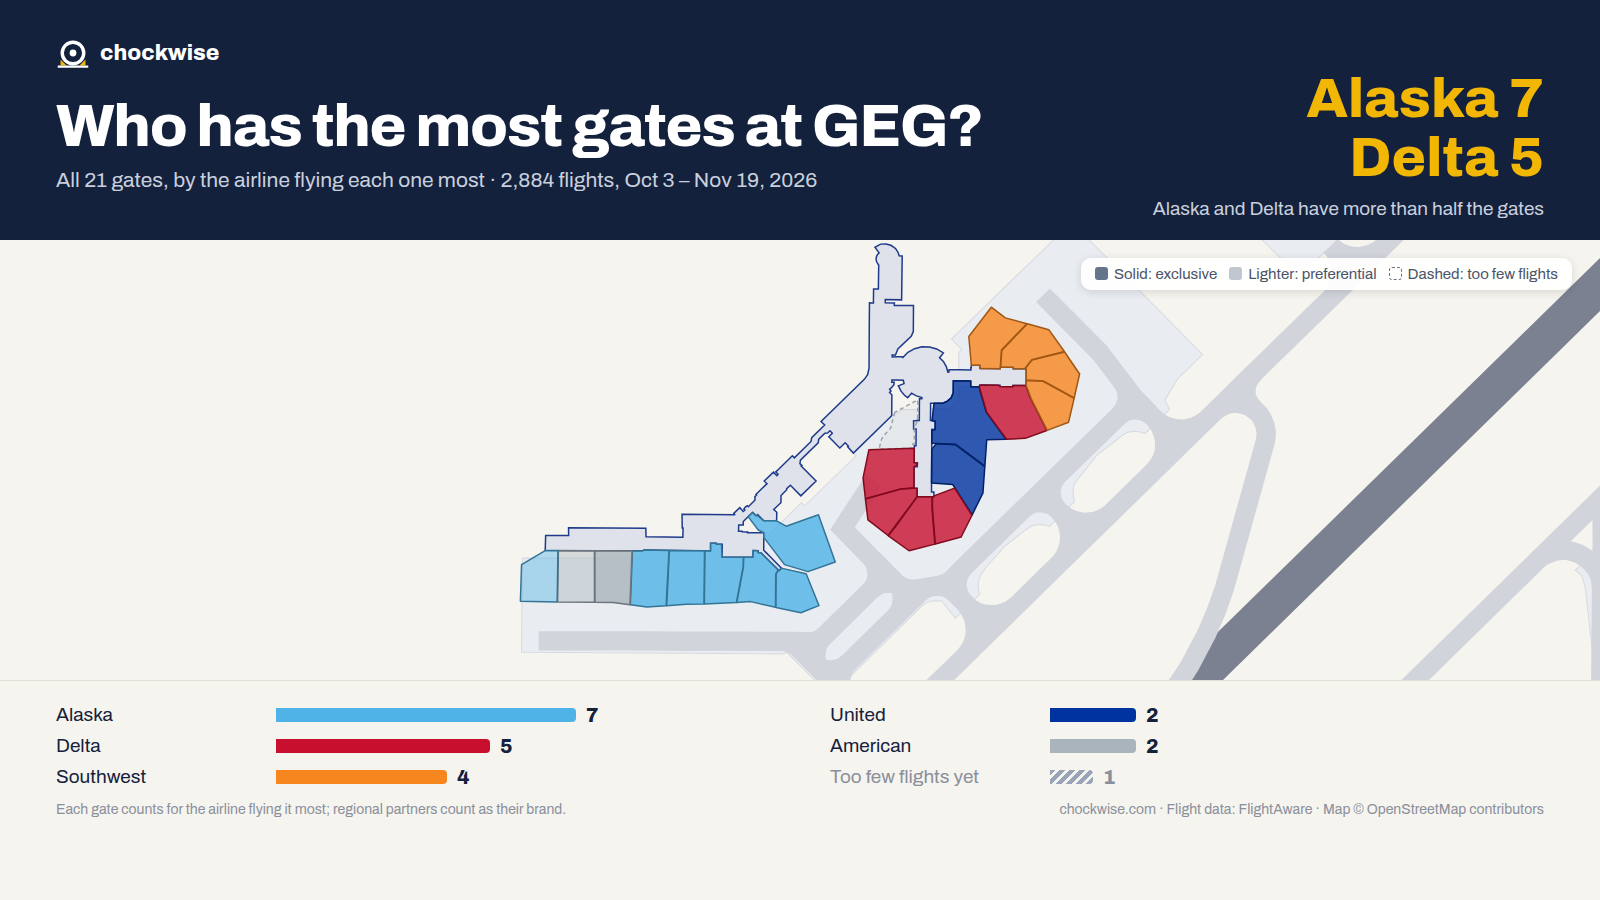 chockwise
Who has the most gates at GEG?
All 21 gates, by the airline flying each one most · 2,884 flights, Oct 3 – Nov 19, 2026
Alaska 7
Delta 5
Alaska and Delta have more than half the gates
Solid: exclusive
Lighter: preferential
Dashed: too few flights
Alaska 7
Delta 5
Southwest 4
United 2
American 2
Too few flights yet 1
Each gate counts for the airline flying it most; regional partners count as their brand.
chockwise.com · Flight data: FlightAware · Map © OpenStreetMap contributors